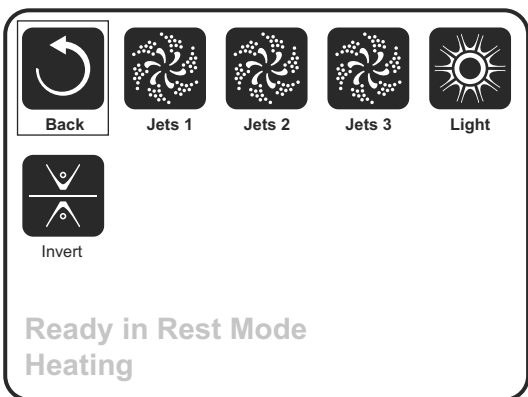 Back Jets 1 Jets 2 Jets 3 Light
Invert
Ready in Rest Mode
Heating